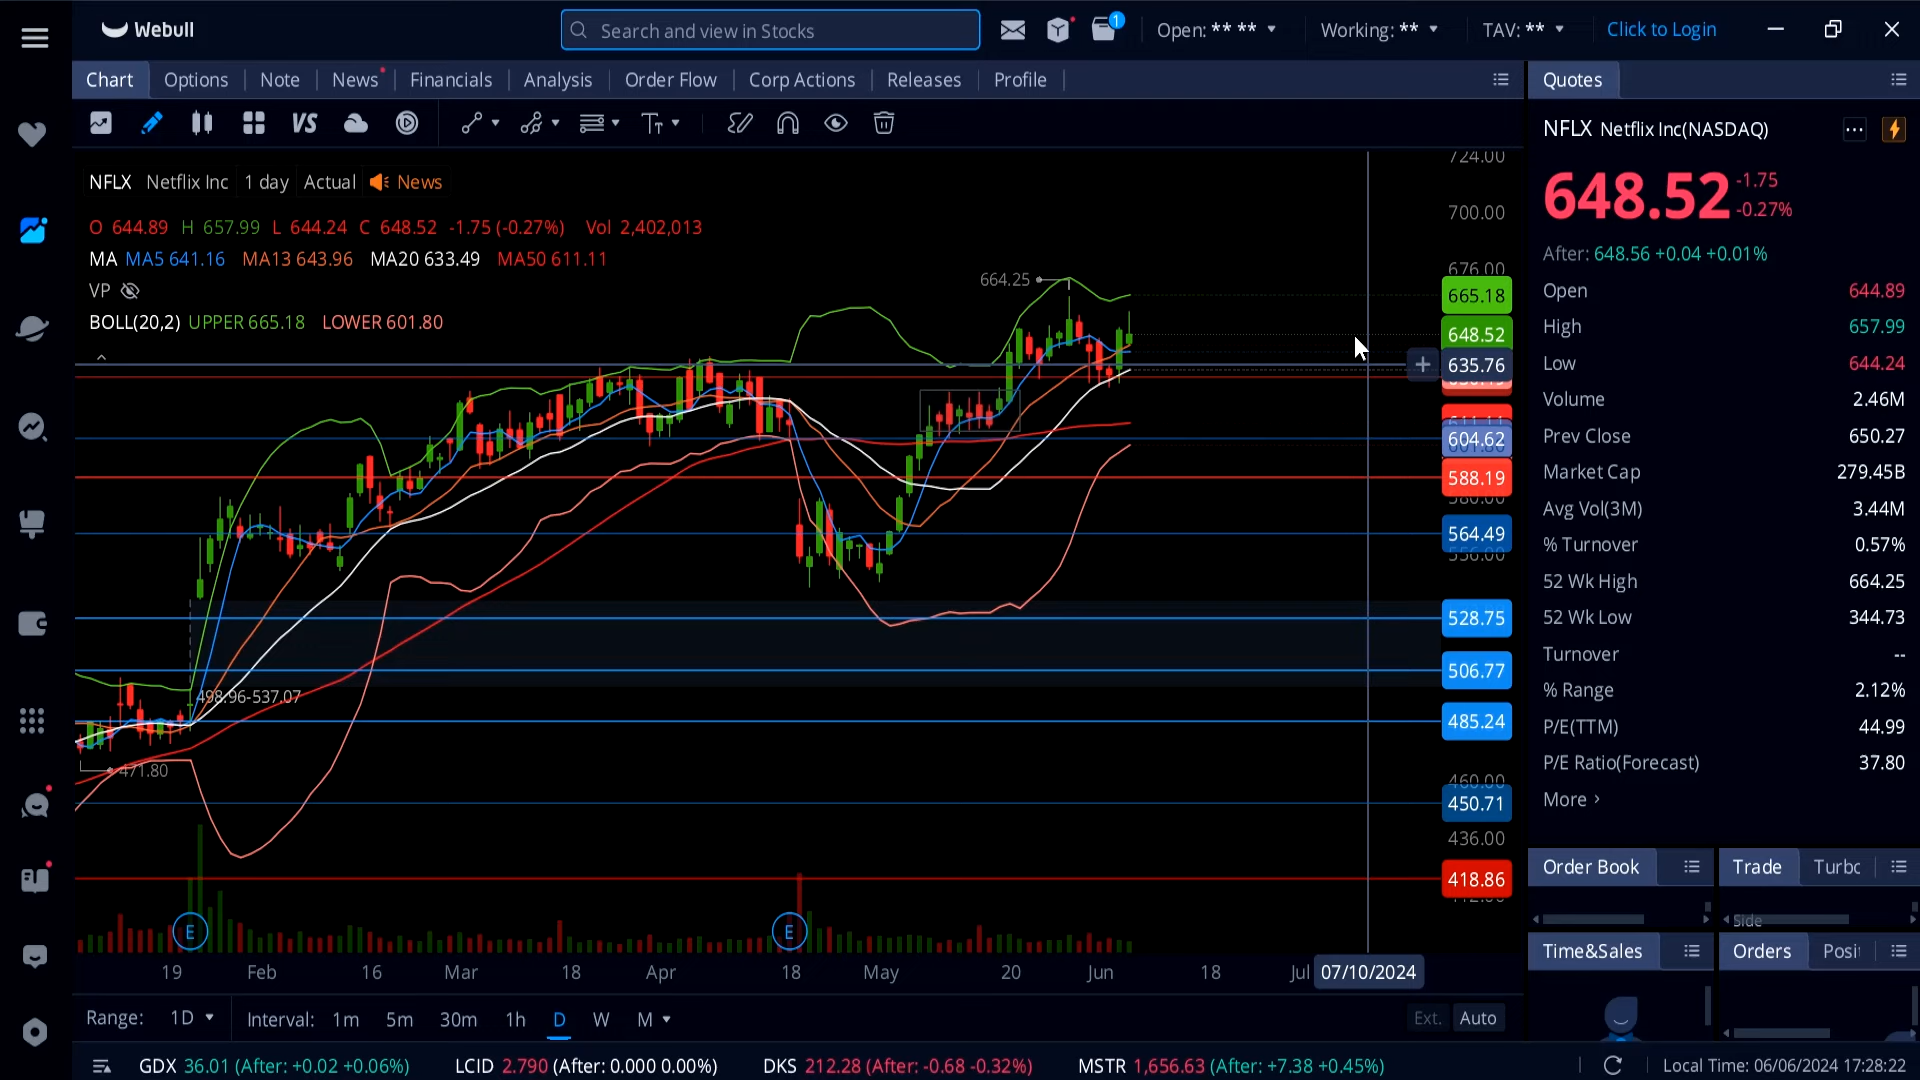 Webull
Search and view in Stocks
1
Open: ** **
Working: **
TAV: **
Click to Login
Chart
Options
Note
News
Financials
Analysis
Order Flow
Corp Actions
Releases
Profile
Quotes
VS
NFLX Netflix Inc(NASDAQ)
NFLX Netflix Inc 1 day Actual News
O 644.89 H 657.99 L 644.24 C 648.52 -1.75 (-0.27%) Vol 2,402,013
MA MA5 641.16 MA13 643.96 MA20 633.49 MA50 611.11
VP
BOLL(20,2) UPPER 665.18 LOWER 601.80
664.25
498.96-537.07
471.80
724.00
700.00
676.00
665.18
648.52
635.76
604.62
588.19
564.49
556.00
528.75
506.77
485.24
460.00
450.71
436.00
418.86
E
E
19
Feb
16
Mar
18
Apr
18
May
20
Jun
18
Jul
07/10/2024
648.52
-1.75
-0.27%
After: 648.56 +0.04 +0.01%
Open 644.89
High 657.99
Low 644.24
Volume 2.46M
Prev Close 650.27
Market Cap 279.45B
Avg Vol(3M) 3.44M
% Turnover 0.57%
52 Wk High 664.25
52 Wk Low 344.73
Turnover --
% Range 2.12%
P/E(TTM) 44.99
P/E Ratio(Forecast) 37.80
More
Order Book
Trade
Turbo
Side
Time&Sales
Orders
Range: 1D
Interval: 1m 5m 30m 1h D W M
Ext.
Auto
GDX 36.01 (After: +0.02 +0.06%)
LCID 2.790 (After: 0.000 0.00%)
DKS 212.28 (After: -0.68 -0.32%)
MSTR 1,656.63 (After: +7.38 +0.45%)
Local Time: 06/06/2024 17:28:22